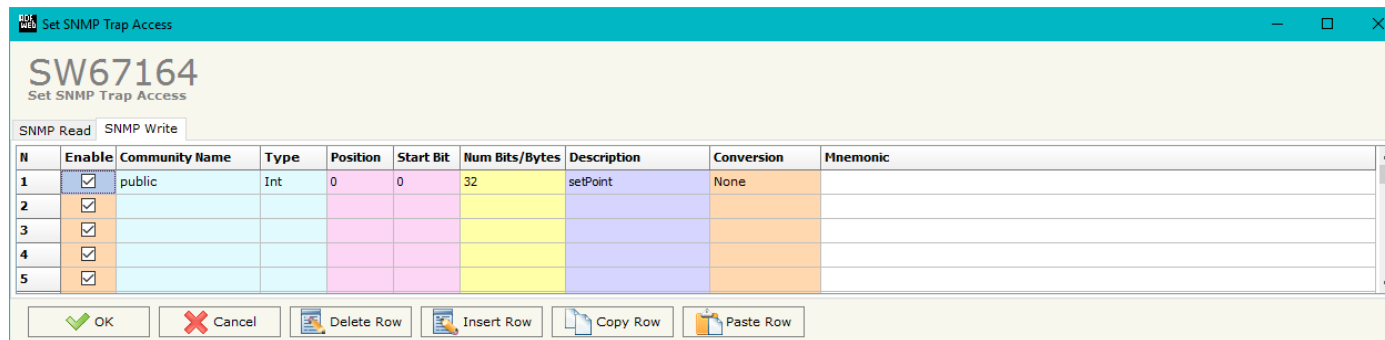 ADF
WEB
Set SNMP Trap Access
SW67164
Set SNMP Trap Access
SNMP Read SNMP Write
N Enable Community Name Type Position Start Bit Num Bits/Bytes Description Conversion Mnemonic
1 public Int 0 0 32 setPoint None
2
3
4
5
OK Cancel Delete Row Insert Row Copy Row Paste Row